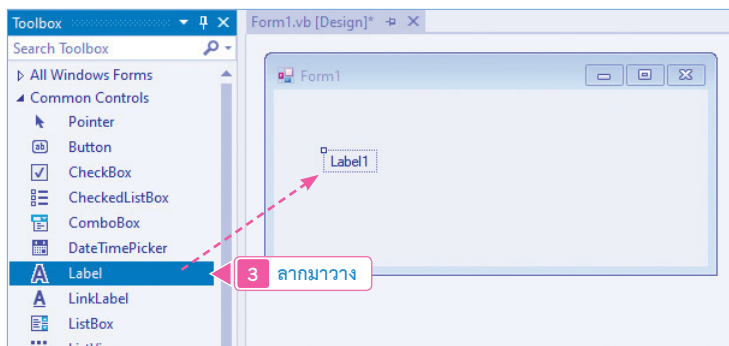 Toolbox
Form1.vb [Design]*
Search Toolbox
All Windows Forms
Common Controls
Pointer
Button
CheckBox
CheckedListBox
ComboBox
DateTimePicker
Label
LinkLabel
ListBox
Form1
Label1
3 ลากมาวาง